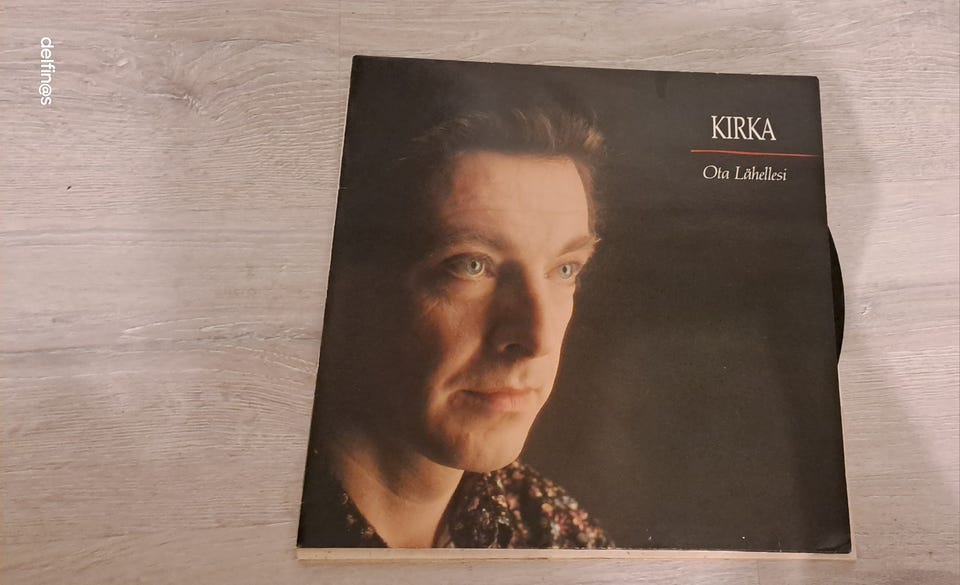 delfin@s
KIRKA
Ota Lähellesi